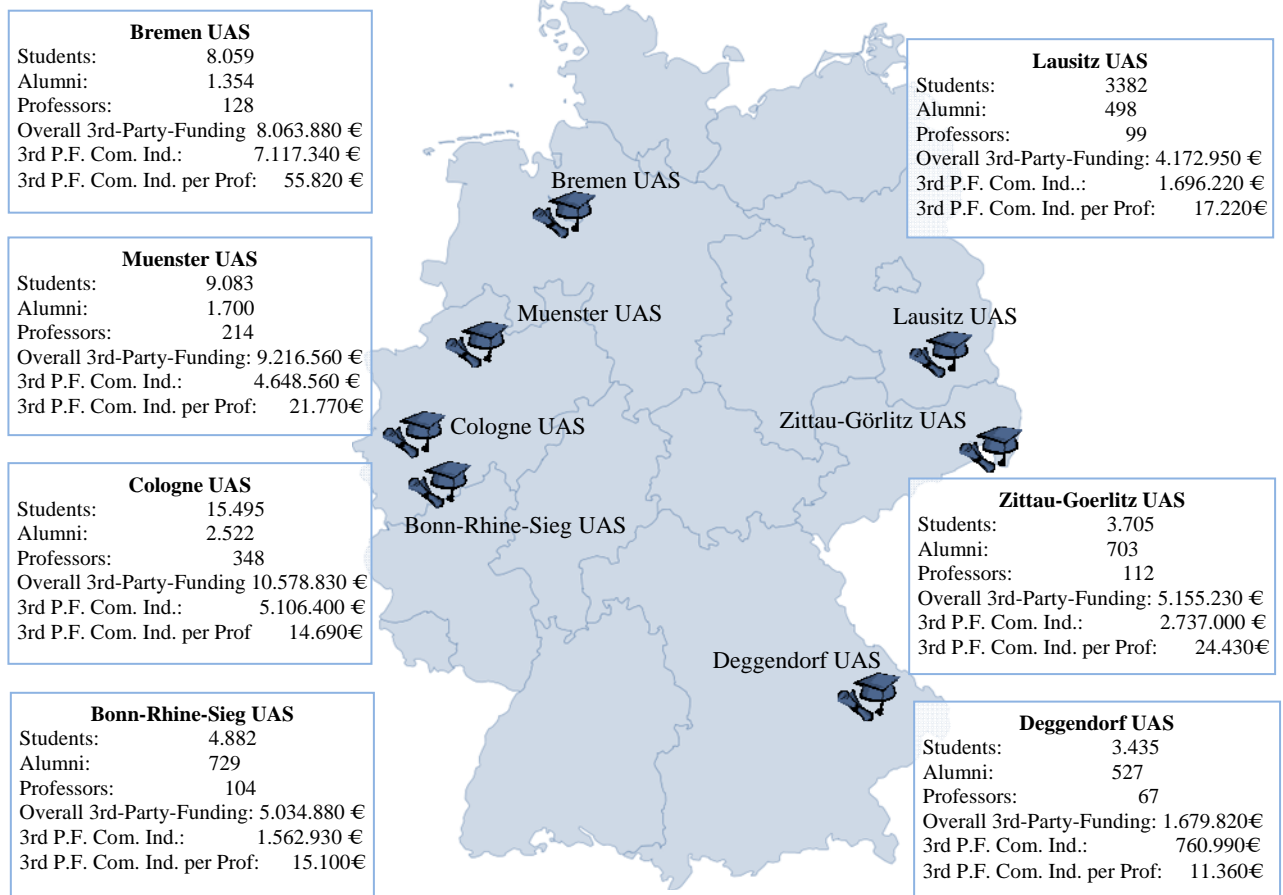 Bremen UAS
Students: 8.059
Alumni: 1.354
Professors: 128
Overall 3rd-Party-Funding 8.063.880 €
3rd P.F. Com. Ind.: 7.117.340 €
3rd P.F. Com. Ind. per Prof: 55.820 €
Muenster UAS
Students: 9.083
Alumni: 1.700
Professors: 214
Overall 3rd-Party-Funding: 9.216.560 €
3rd P.F. Com. Ind.: 4.648.560 €
3rd P.F. Com. Ind. per Prof: 21.770€
Cologne UAS
Students: 15.495
Alumni: 2.522
Professors: 348
Overall 3rd-Party-Funding 10.578.830 €
3rd P.F. Com. Ind.: 5.106.400 €
3rd P.F. Com. Ind. per Prof 14.690€
Bonn-Rhine-Sieg UAS
Students: 4.882
Alumni: 729
Professors: 104
Overall 3rd-Party-Funding: 5.034.880 €
3rd P.F. Com. Ind.: 1.562.930 €
3rd P.F. Com. Ind. per Prof: 15.100€
Bremen UAS
Muenster UAS
Cologne UAS
Bonn-Rhine-Sieg UAS
Lausitz UAS
Zittau-Görlitz UAS
Deggendorf UAS
Lausitz UAS
Students: 3382
Alumni: 498
Professors: 99
Overall 3rd-Party-Funding: 4.172.950 €
3rd P.F. Com. Ind..: 1.696.220 €
3rd P.F. Com. Ind. per Prof: 17.220€
Zittau-Goerlitz UAS
Students: 3.705
Alumni: 703
Professors: 112
Overall 3rd-Party-Funding: 5.155.230 €
3rd P.F. Com. Ind.: 2.737.000 €
3rd P.F. Com. Ind. per Prof: 24.430€
Deggendorf UAS
Students: 3.435
Alumni: 527
Professors: 67
Overall 3rd-Party-Funding: 1.679.820€
3rd P.F. Com. Ind.: 760.990€
3rd P.F. Com. Ind. per Prof: 11.360€